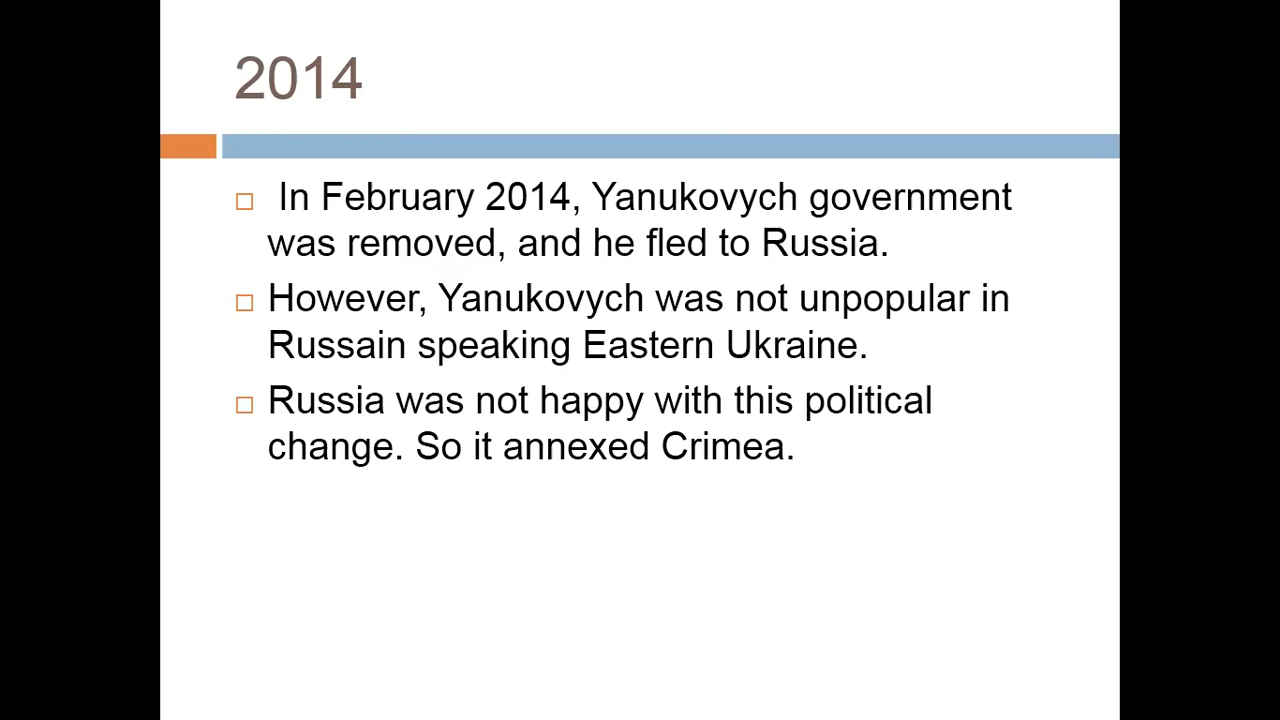 2014
In February 2014, Yanukovych government
was removed, and he fled to Russia.
However, Yanukovych was not unpopular in
Russain speaking Eastern Ukraine.
Russia was not happy with this political
change. So it annexed Crimea.